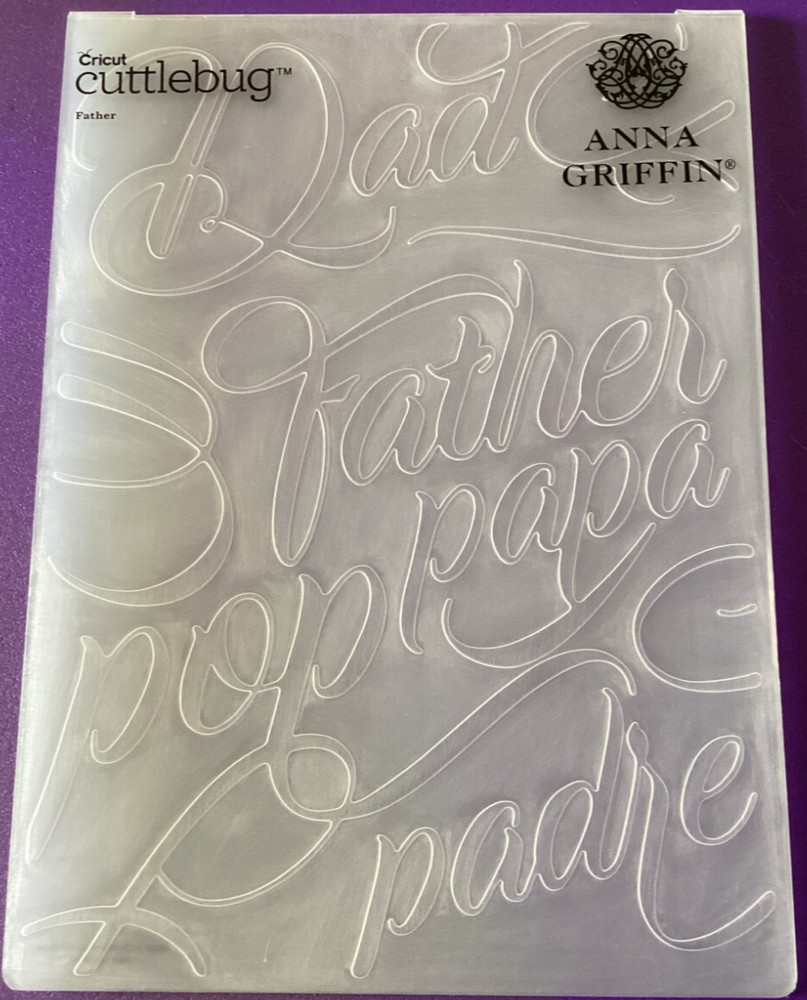 Cricut
cuttlebug™
Father
ANNA
GRIFFIN®
Dad
father
papa
pop
padre